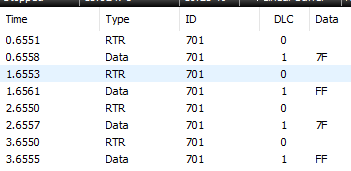 Time Type ID DLC Data
0.6551 RTR 701 0
0.6558 Data 701 1 7F
1.6553 RTR 701 0
1.6561 Data 701 1 FF
2.6550 RTR 701 0
2.6557 Data 701 1 7F
3.6550 RTR 701 0
3.6555 Data 701 1 FF